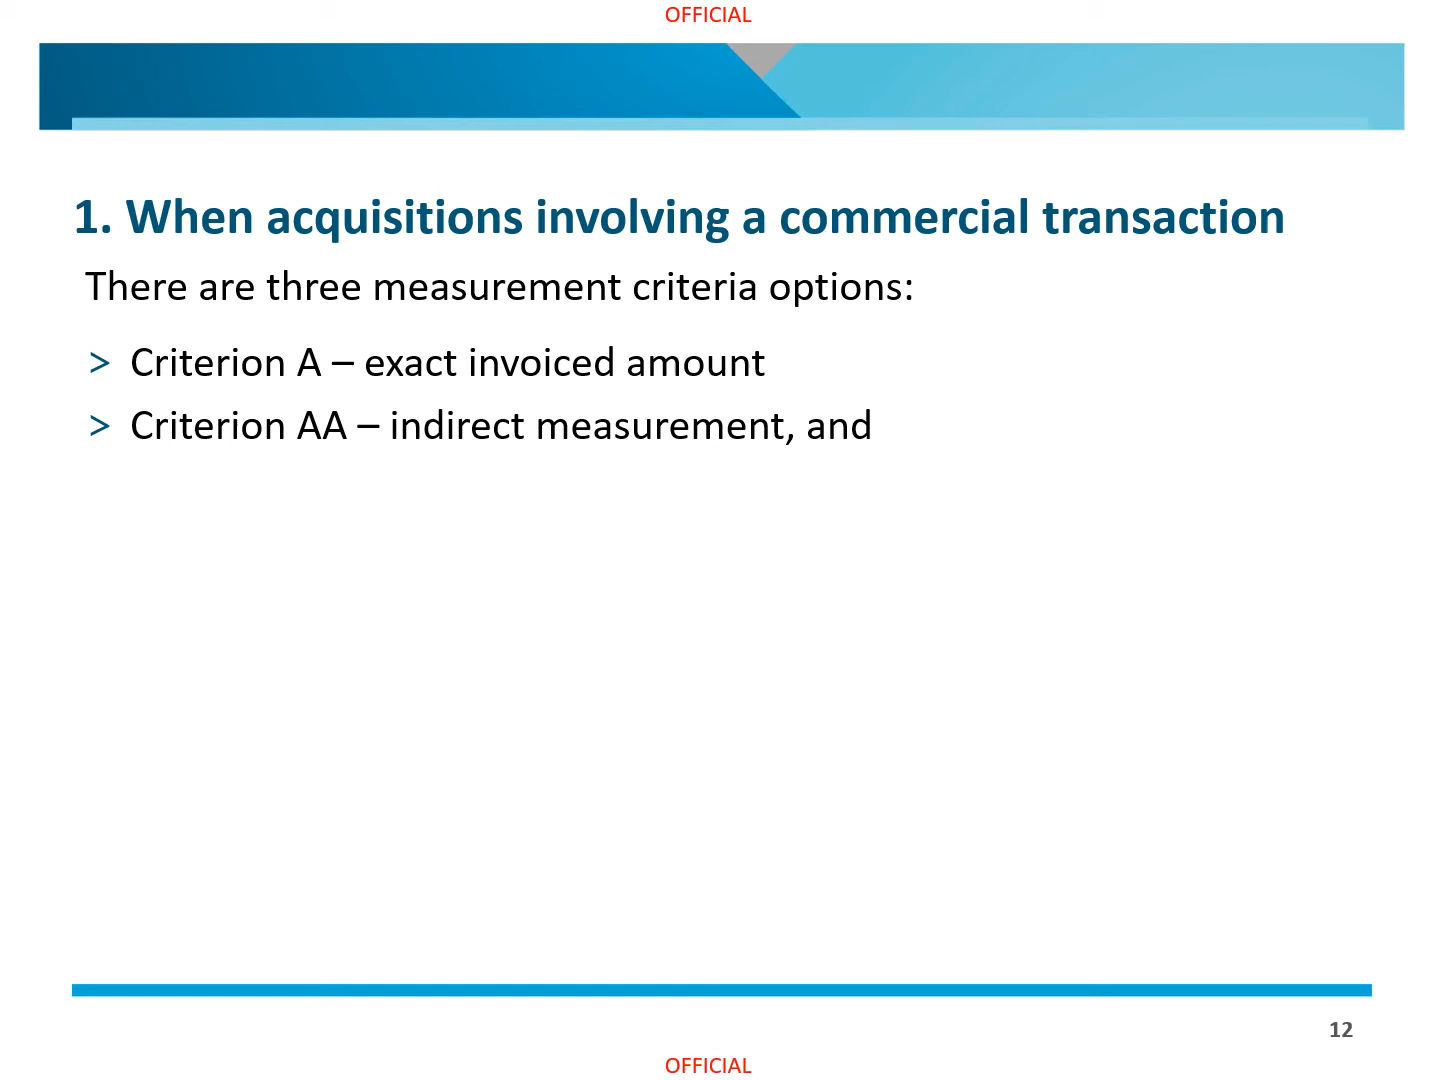 OFFICIAL
1. When acquisitions involving a commercial transaction
There are three measurement criteria options:
> Criterion A – exact invoiced amount
> Criterion AA – indirect measurement, and
12
OFFICIAL